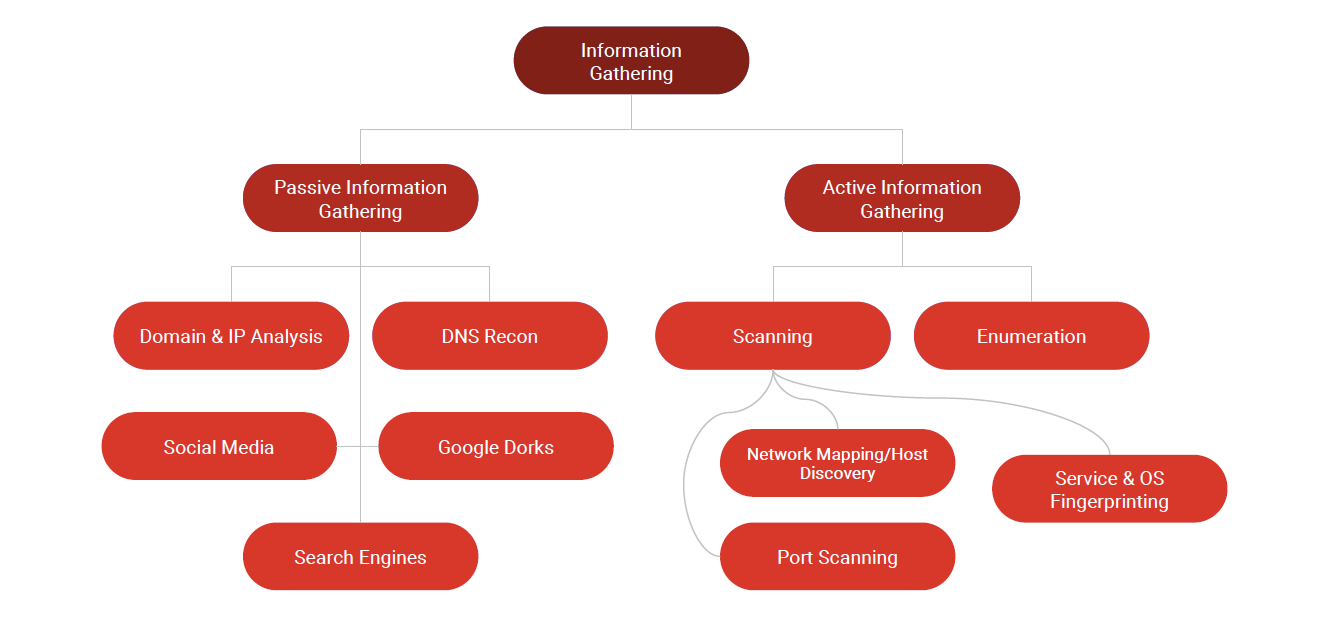 Information
Gathering
Passive Information
Gathering
Active Information
Gathering
Domain & IP Analysis
DNS Recon
Scanning
Enumeration
Social Media
Google Dorks
Network Mapping/Host
Discovery
Service & OS
Fingerprinting
Search Engines
Port Scanning